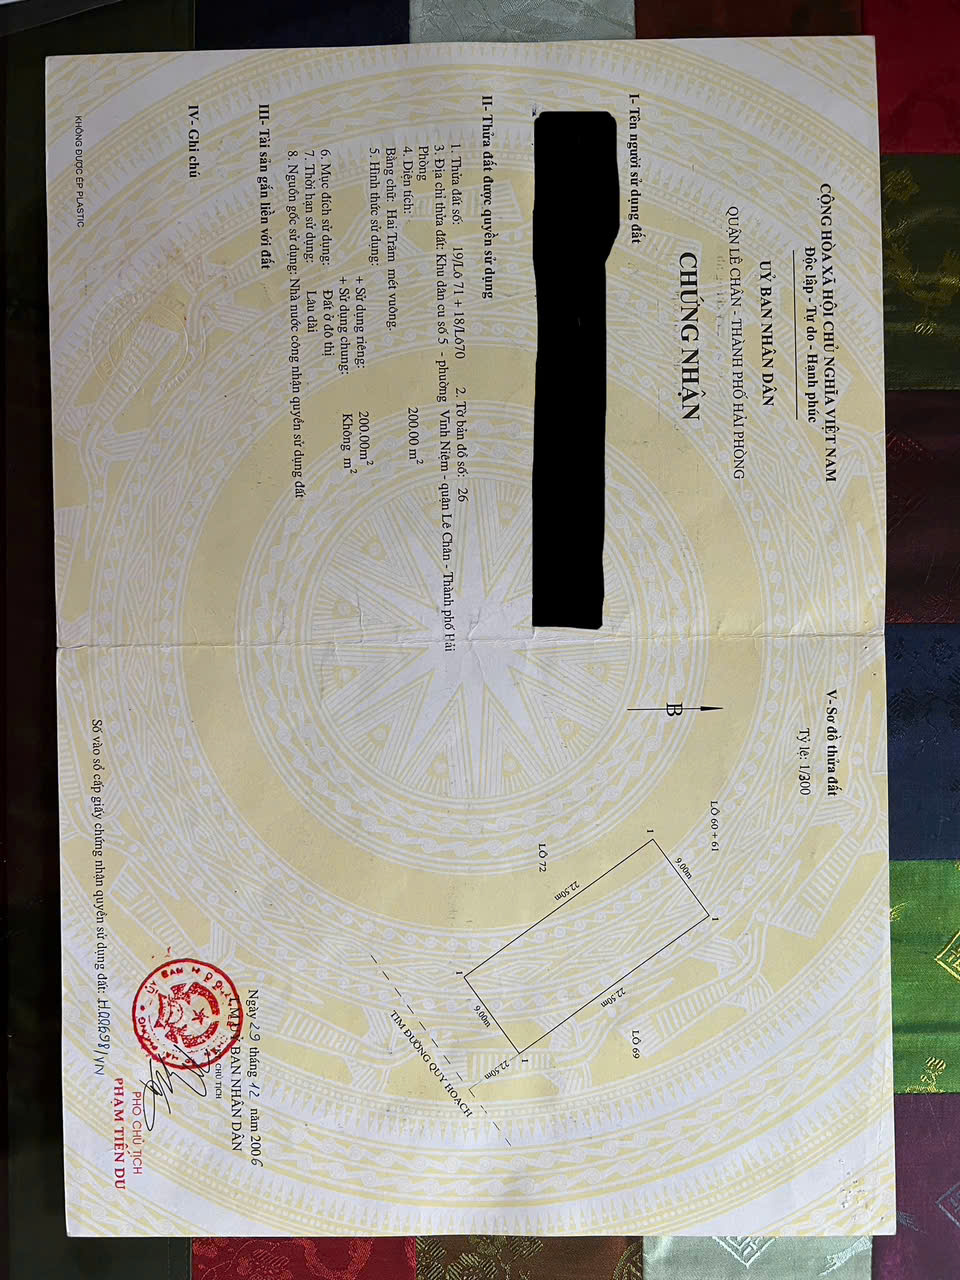 CỘNG HÒA XÃ HỘI CHỦ NGHĨA VIỆT NAM
Độc lập - Tự do - Hạnh phúc
UỶ BAN NHÂN DÂN
QUẬN LÊ CHÂN - THÀNH PHỐ HẢI PHÒNG
CHỨNG NHẬN
I- Tên người sử dụng đất
II- Thửa đất được quyền sử dụng
1. Thửa đất số: 19/Lô 71 + 18/Lô70 2. Tờ bản đồ số: 26
3. Địa chỉ thửa đất: Khu dân cư số 5 - phường Vĩnh Niệm - quận Lê Chân - Thành phố Hải
Phòng
4. Diện tích: 200.00 m²
Bằng chữ: Hai Trăm mét vuông.
5. Hình thức sử dụng:
+ Sử dụng riêng: 200.00m²
+ Sử dụng chung: Không m²
6. Mục đích sử dụng: Đất ở đô thị
7. Thời hạn sử dụng: Lâu dài
8. Nguồn gốc sử dụng: Nhà nước công nhận quyền sử dụng đất
III- Tài sản gắn liền với đất
IV- Ghi chú
KHÔNG ĐƯỢC ÉP PLASTIC
V- Sơ đồ thửa đất
Tỷ lệ: 1/300
B
LÔ 60 + 61
1
9.00m
1
LÔ 72
22.50m
22.50m
LÔ 69
1
9.00m
1
22.50m
TIM ĐƯỜNG QUY HOẠCH
Ngày 29 tháng 12 năm 2006
T.M UỶ BAN NHÂN DÂN
CHỦ TỊCH
PHÓ CHỦ TỊCH
PHẠM TIẾN DU
Số vào sổ cấp giấy chứng nhận quyền sử dụng đất: